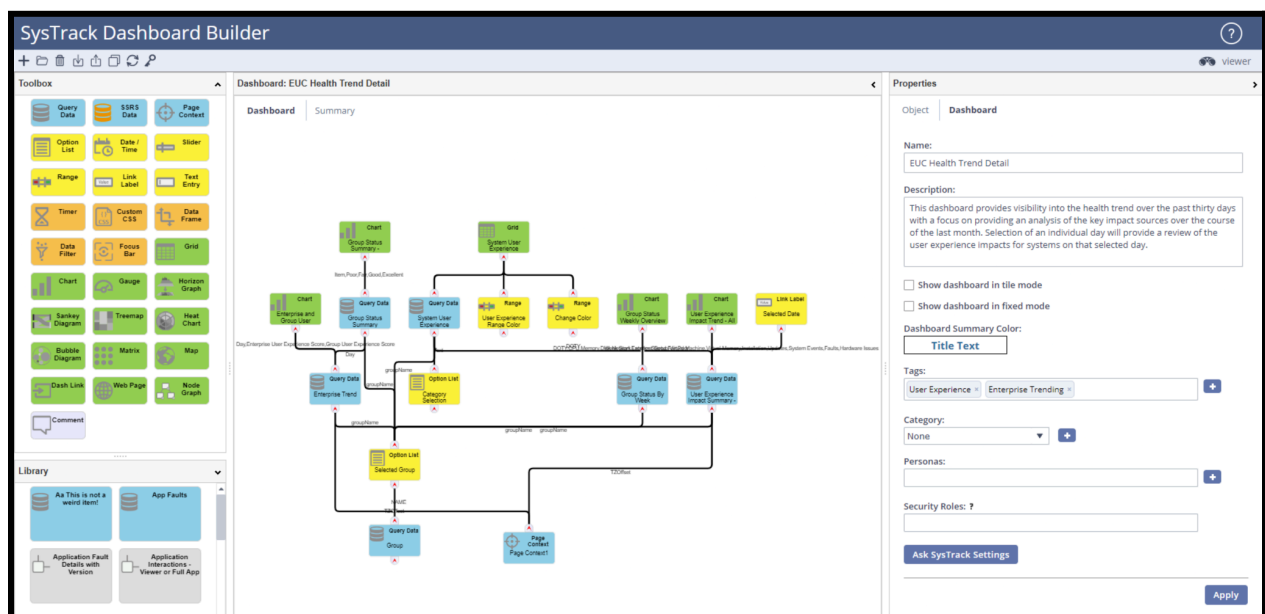 SysTrack Dashboard Builder
?
viewer
Toolbox
Query
Data
SSRS
Data
Page
Context
Option
List
Date /
Time
Slider
Range
Link
Label
Text
Entry
Timer
Custom
CSS
Data
Frame
Data
Filter
Focus
Bar
Grid
Chart
Gauge
Horizon
Graph
Sankey
Diagram
Treemap
Heat
Chart
Bubble
Diagram
Matrix
Map
Dash Link
Web Page
Node
Graph
Comment
Library
Aa This is not a
weird item!
App Faults
Application Fault
Details with
Version
Application
Interactions -
Viewer or Full App
Dashboard: EUC Health Trend Detail
Dashboard
Summary
Chart
Group Status
Summary -
Grid
System User
Experience
Item,Poor,Fair,Good,Excellent
Chart
Enterprise and
Group User
Query Data
Group Status
Summary
Query Data
System User
Experience
Range
User Experience
Range Color
Range
Change Color
Chart
Group Status
Weekly Overview
Chart
User Experience
Impact Trend - All
Link Label
Selected Date
Day,Enterprise User Experience Score,Group User Experience Score
Day
groupName
groupName
Query Data
Enterprise Trend
Option List
Category
Selection
Query Data
Group Status By
Week
Query Data
User Experience
Impact Summary -
groupName
groupName
groupName
Option List
Selected Group
TZOffset
NAME
Query Data
Group
Page
Context
Page Context1
Properties
Object
Dashboard
Name:
EUC Health Trend Detail
Description:
This dashboard provides visibility into the health trend over the past thirty days
with a focus on providing an analysis of the key impact sources over the course
of the last month. Selection of an individual day will provide a review of the
user experience impacts for systems on that selected day.
Show dashboard in tile mode
Show dashboard in fixed mode
Dashboard Summary Color:
Title Text
Tags:
User Experience ×
Enterprise Trending ×
Category:
None
Personas:
Security Roles: ?
Ask SysTrack Settings
Apply